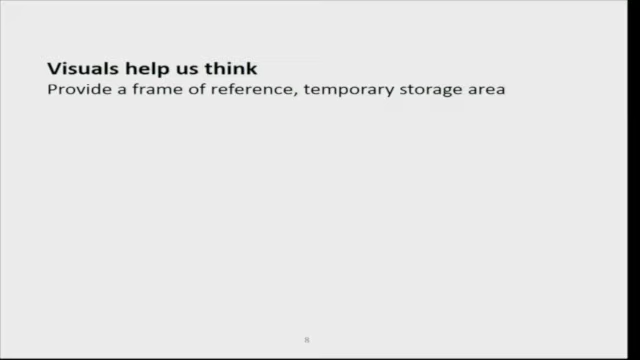 Visuals help us think
Provide a frame of reference, temporary storage area
8